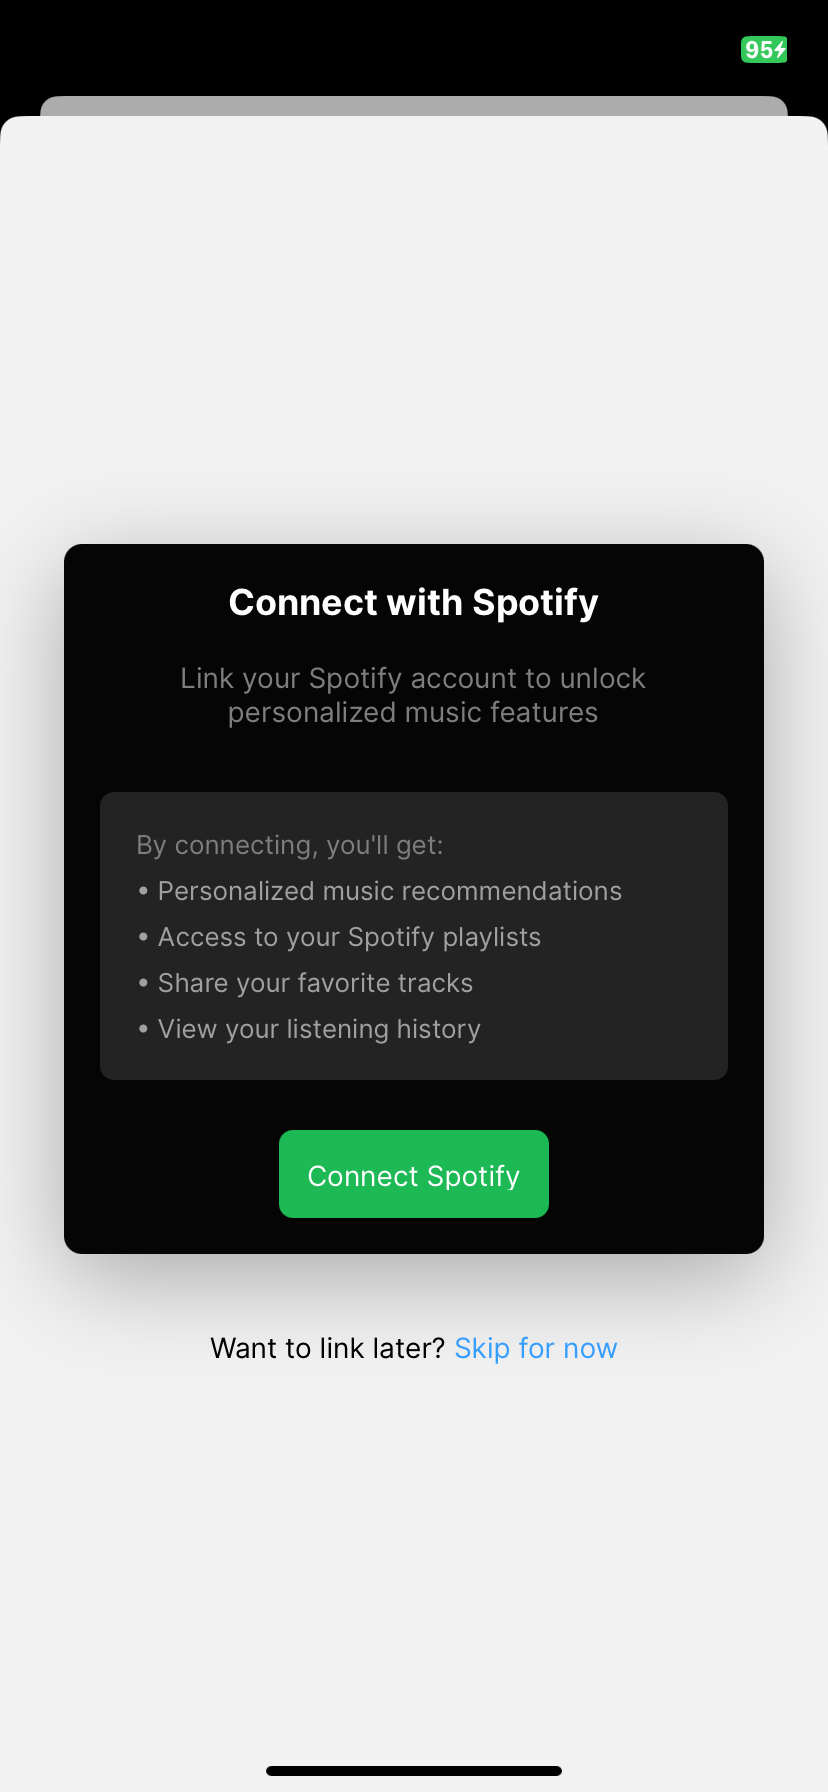 95
Connect with Spotify
Link your Spotify account to unlock
personalized music features
By connecting, you'll get:
• Personalized music recommendations
• Access to your Spotify playlists
• Share your favorite tracks
• View your listening history
Connect Spotify
Want to link later? Skip for now